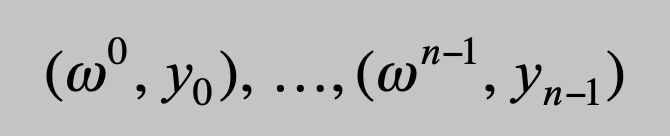 (ω⁰, y₀), …, (ωⁿ⁻¹, yₙ₋₁)